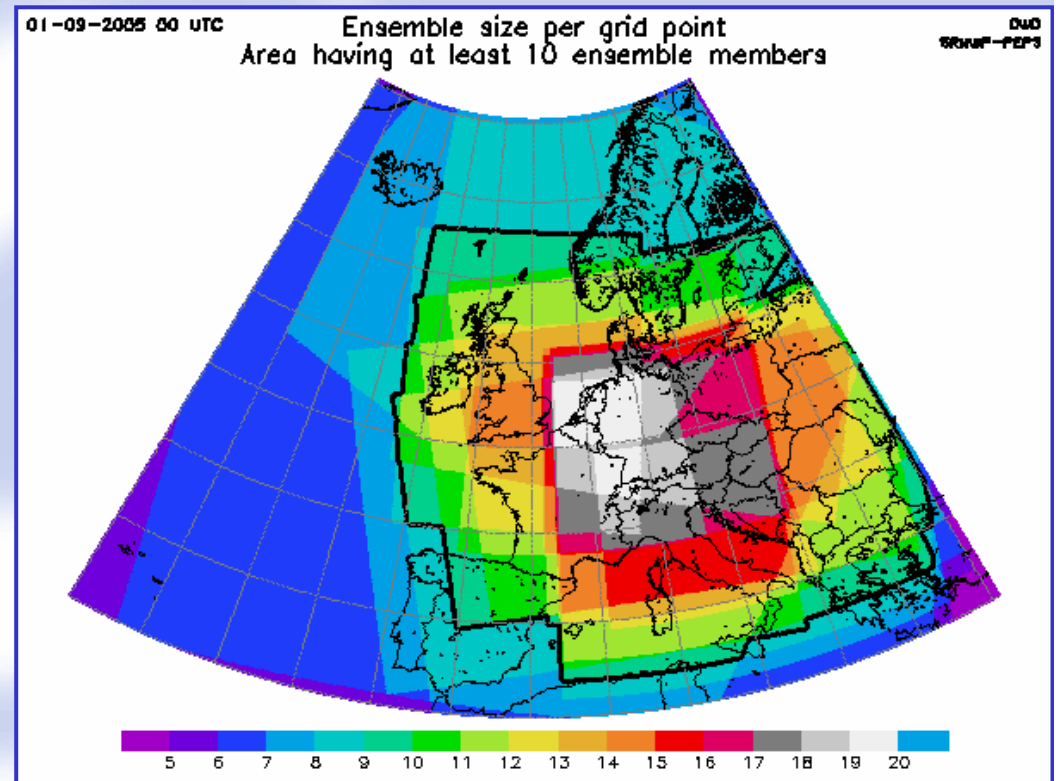 01-09-2005 00 UTC
Ensemble size per grid point
DWD
Area having at least 10 ensemble members
SRNWP-PEPS
5 6 7 8 9 10 11 12 13 14 15 16 17 18 19 20